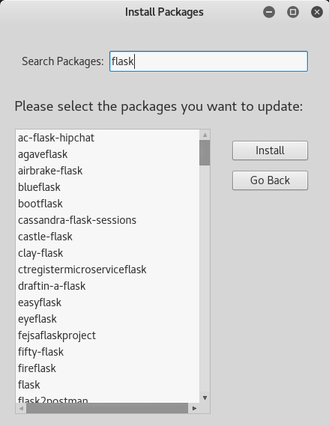 Install Packages
Search Packages: flask
Please select the packages you want to update:
ac-flask-hipchat
agaveflask
airbrake-flask
blueflask
bootflask
cassandra-flask-sessions
castle-flask
clay-flask
ctregistermicroserviceflask
draftin-a-flask
easyflask
eyeflask
fejsaflaskproject
fifty-flask
fireflask
flask
flask2postman
Install
Go Back